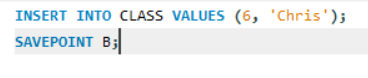 INSERT INTO CLASS VALUES (6, 'Chris');
SAVEPOINT B;